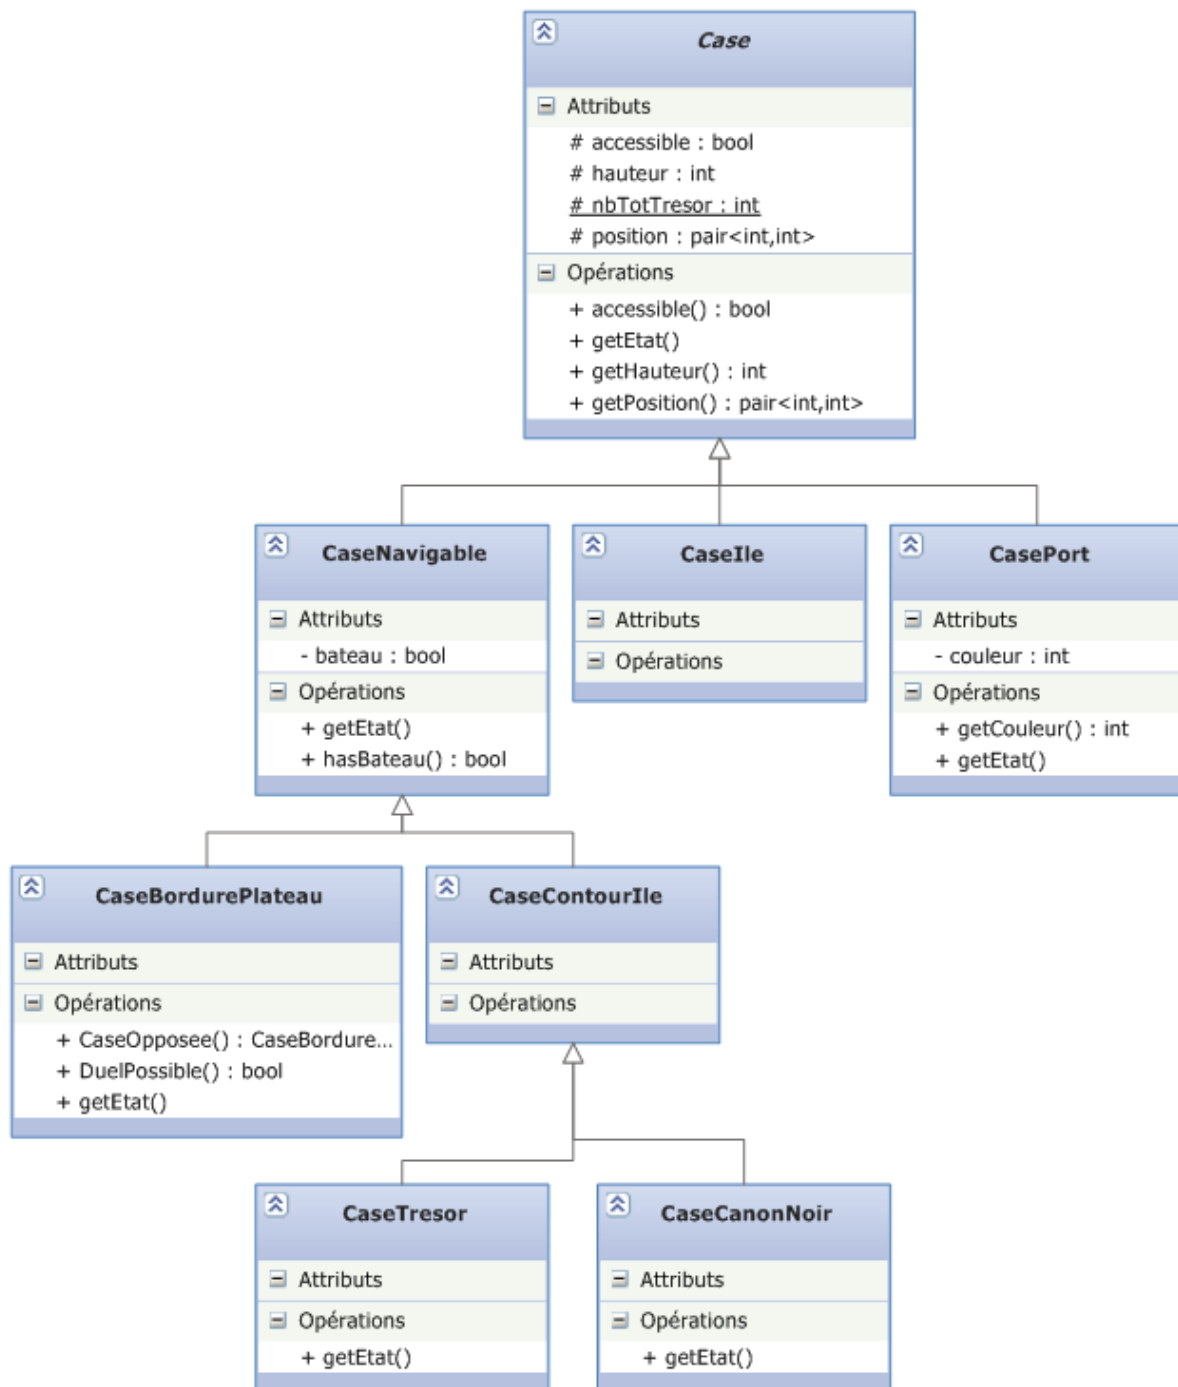 Case
Attributs
# accessible : bool
# hauteur : int
# nbTotTresor : int
# position : pair<int,int>
Opérations
+ accessible() : bool
+ getEtat()
+ getHauteur() : int
+ getPosition() : pair<int,int>
CaseNavigable
Attributs
- bateau : bool
Opérations
+ getEtat()
+ hasBateau() : bool
CaseIle
Attributs
Opérations
CasePort
Attributs
- couleur : int
Opérations
+ getCouleur() : int
+ getEtat()
CaseBordurePlateau
Attributs
Opérations
+ CaseOpposee() : CaseBordure...
+ DuelPossible() : bool
+ getEtat()
CaseContourIle
Attributs
Opérations
CaseTresor
Attributs
Opérations
+ getEtat()
CaseCanonNoir
Attributs
Opérations
+ getEtat()